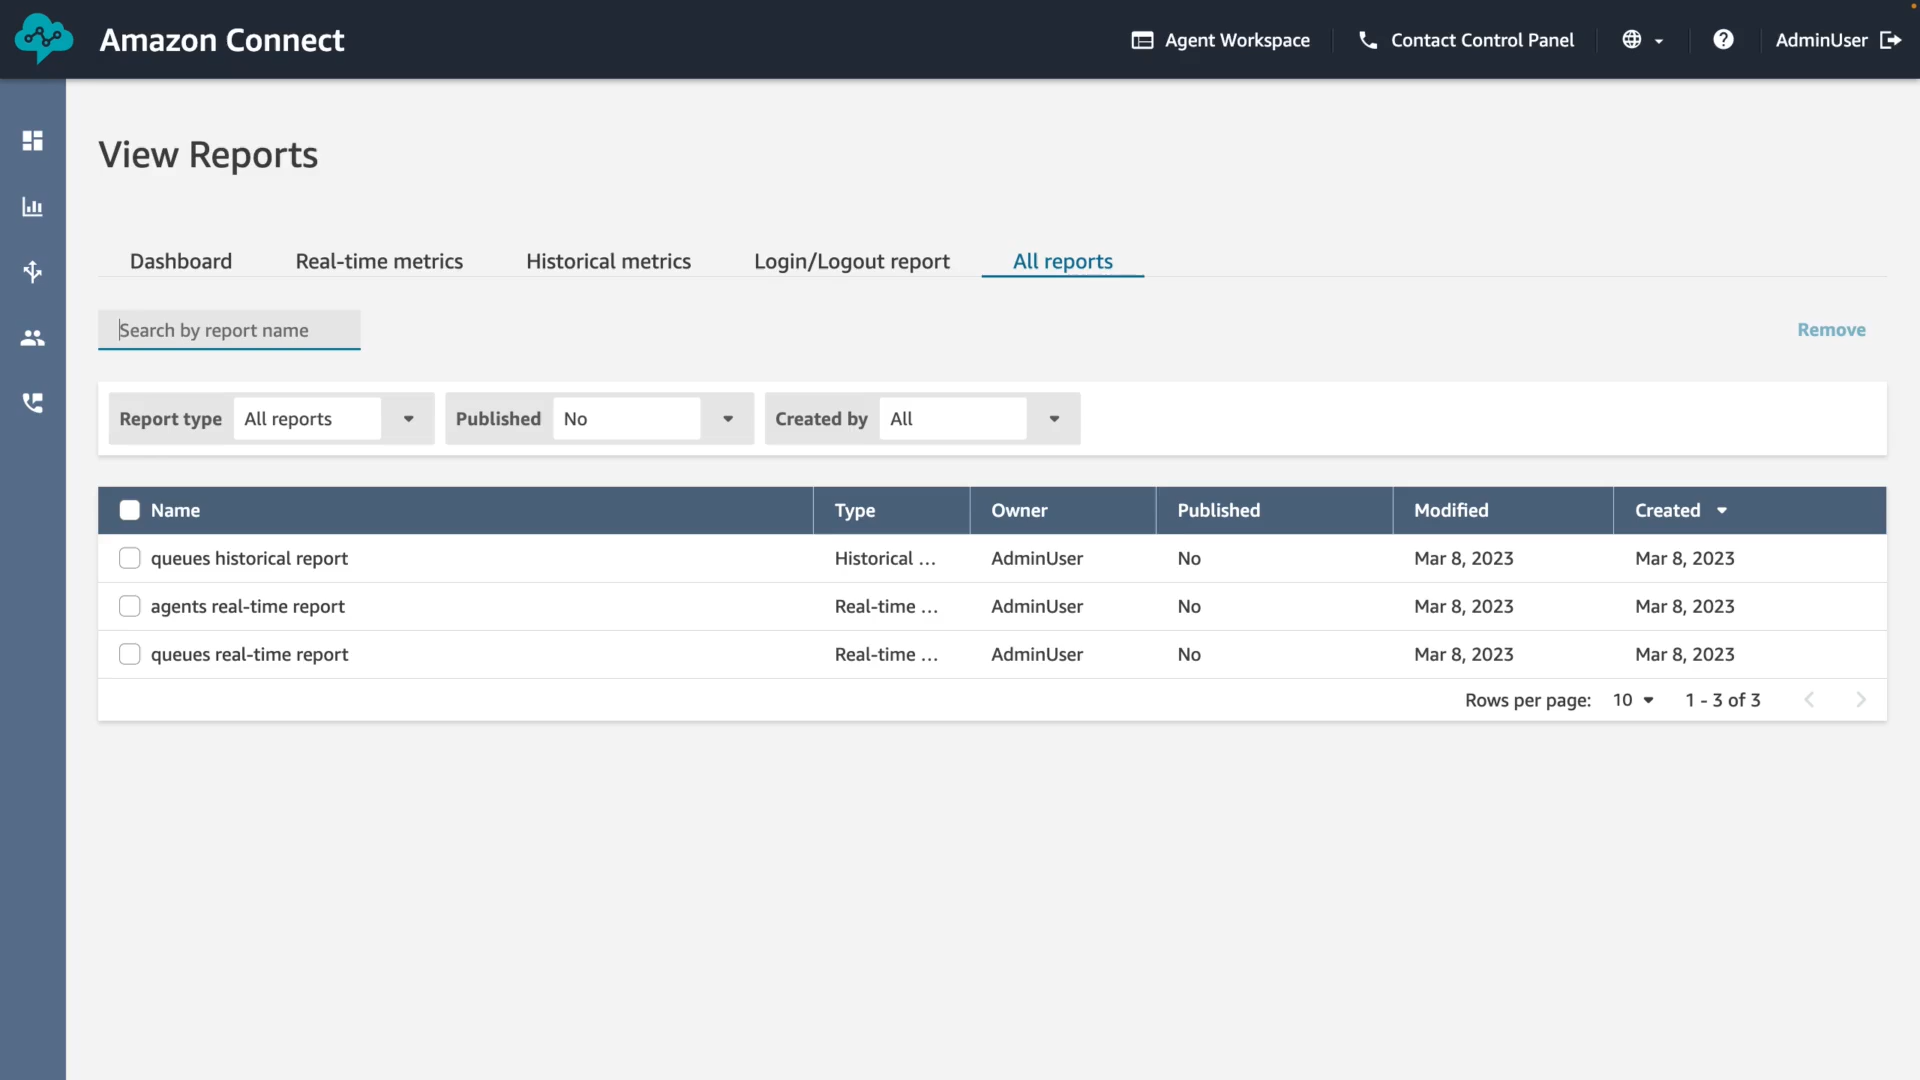 Amazon Connect
Agent Workspace
Contact Control Panel
AdminUser
View Reports
Dashboard
Real-time metrics
Historical metrics
Login/Logout report
All reports
Search by report name
Remove
Report type All reports
Published No
Created by All
Name Type Owner Published Modified Created
queues historical report Historical ... AdminUser No Mar 8, 2023 Mar 8, 2023
agents real-time report Real-time ... AdminUser No Mar 8, 2023 Mar 8, 2023
queues real-time report Real-time ... AdminUser No Mar 8, 2023 Mar 8, 2023
Rows per page: 10 1 - 3 of 3